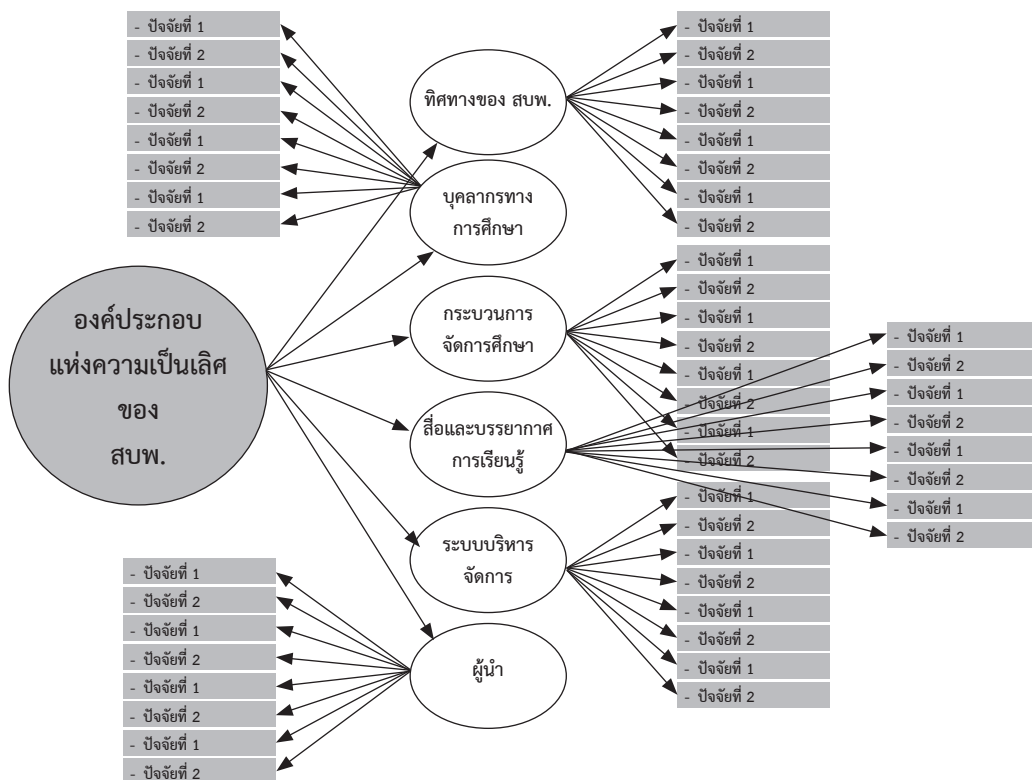 - ปัจจัยที่ 1
- ปัจจัยที่ 2
- ปัจจัยที่ 1
- ปัจจัยที่ 2
- ปัจจัยที่ 1
- ปัจจัยที่ 2
- ปัจจัยที่ 1
- ปัจจัยที่ 2
ทิศทางของ สบพ.
- ปัจจัยที่ 1
- ปัจจัยที่ 2
- ปัจจัยที่ 1
- ปัจจัยที่ 2
- ปัจจัยที่ 1
- ปัจจัยที่ 2
- ปัจจัยที่ 1
- ปัจจัยที่ 2
บุคลากรทาง
การศึกษา
องค์ประกอบ
แห่งความเป็นเลิศ
ของ
สบพ.
กระบวนการ
จัดการศึกษา
- ปัจจัยที่ 1
- ปัจจัยที่ 2
- ปัจจัยที่ 1
- ปัจจัยที่ 2
- ปัจจัยที่ 1
- ปัจจัยที่ 2
- ปัจจัยที่ 1
- ปัจจัยที่ 2
สื่อและบรรยากาศ
การเรียนรู้
- ปัจจัยที่ 1
- ปัจจัยที่ 2
- ปัจจัยที่ 1
- ปัจจัยที่ 2
- ปัจจัยที่ 1
- ปัจจัยที่ 2
- ปัจจัยที่ 1
- ปัจจัยที่ 2
ระบบบริหาร
จัดการ
- ปัจจัยที่ 1
- ปัจจัยที่ 2
- ปัจจัยที่ 1
- ปัจจัยที่ 2
- ปัจจัยที่ 1
- ปัจจัยที่ 2
- ปัจจัยที่ 1
- ปัจจัยที่ 2
ผู้นำ
- ปัจจัยที่ 1
- ปัจจัยที่ 2
- ปัจจัยที่ 1
- ปัจจัยที่ 2
- ปัจจัยที่ 1
- ปัจจัยที่ 2
- ปัจจัยที่ 1
- ปัจจัยที่ 2